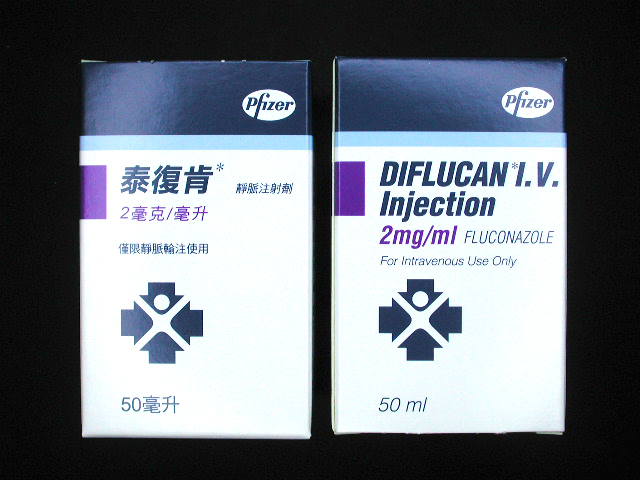 Pfizer
泰復肯* 靜脈注射劑
2毫克/毫升
僅限靜脈輸注使用
50毫升
Pfizer
DIFLUCAN* I.V.
Injection
2mg/ml FLUCONAZOLE
For Intravenous Use Only
50 ml